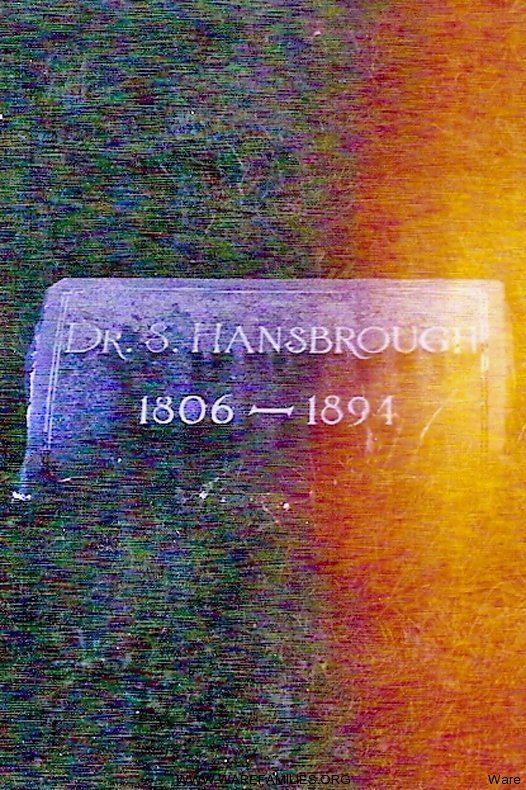 DR. S. HANSBROUGH
1806 — 1894
WWW.WAREFAMILIES.ORG
Ware